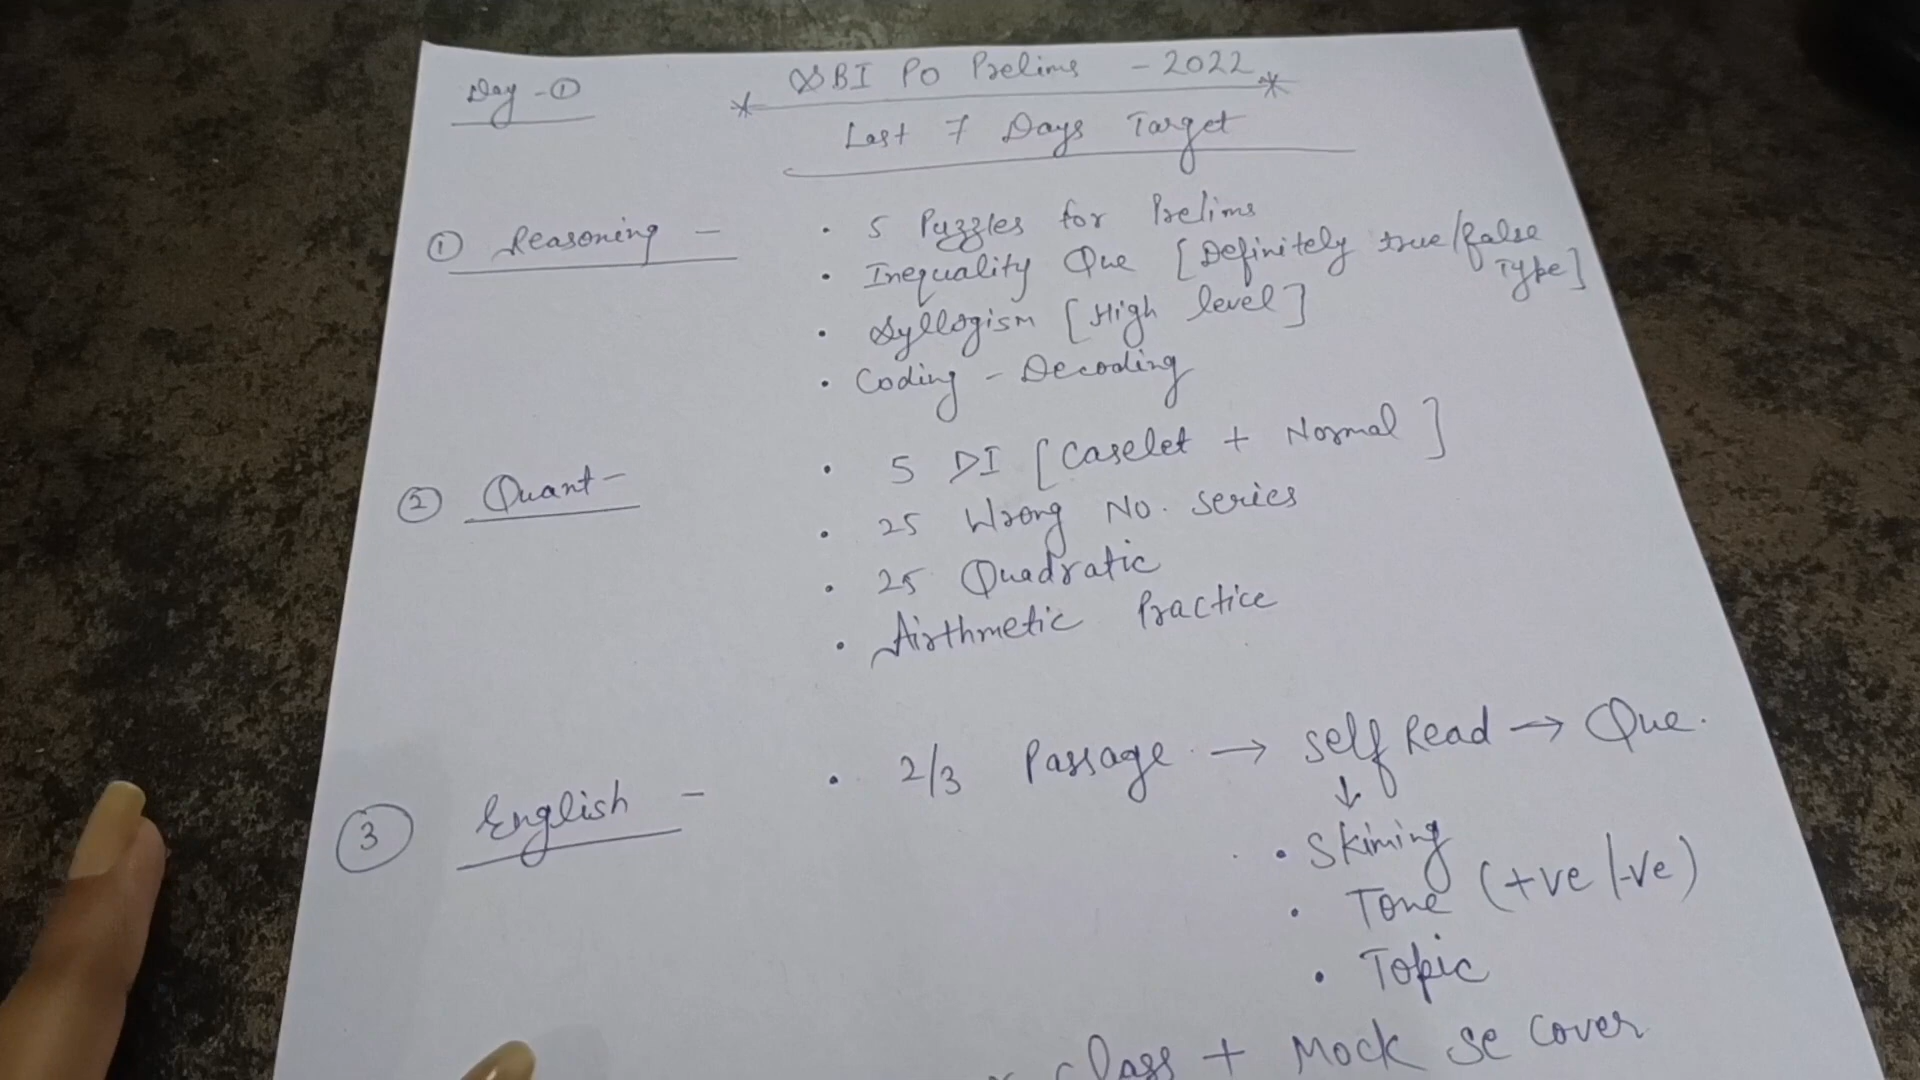 Day - ①
SBI PO Prelims - 2022
Last 7 Days Target
① Reasoning -
• 5 Puzzles for Prelims
• Inequality Que [Definitely true/false Type]
• Syllogism [High level]
• Coding - Decoding
② Quant -
• 5 DI [Caselet + Normal]
• 25 Wrong No. series
• 25 Quadratic
• Airthmetic Practice
③ English -
• 2/3 Passage → self Read → Que.
↓
• Skiming
• Tone (+ve/-ve)
• Topic
class + Mock se cover